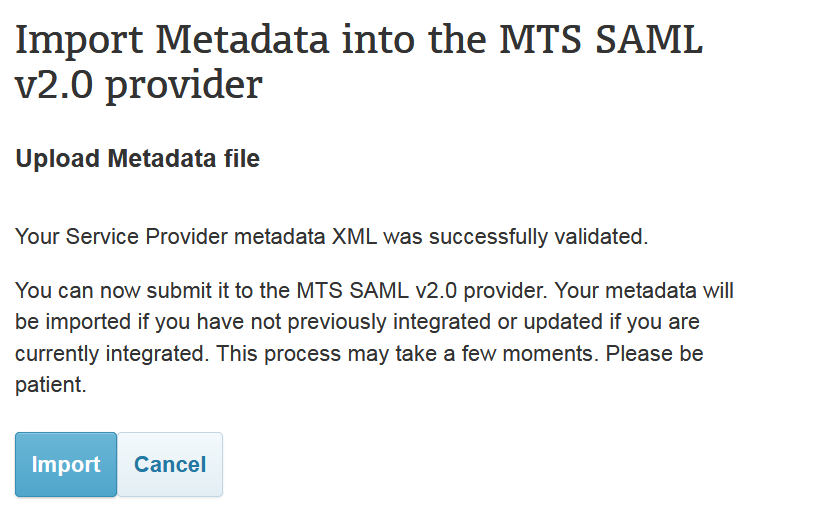 Import Metadata into the MTS SAML
v2.0 provider
Upload Metadata file
Your Service Provider metadata XML was successfully validated.
You can now submit it to the MTS SAML v2.0 provider. Your metadata will
be imported if you have not previously integrated or updated if you are
currently integrated. This process may take a few moments. Please be
patient.
Import Cancel